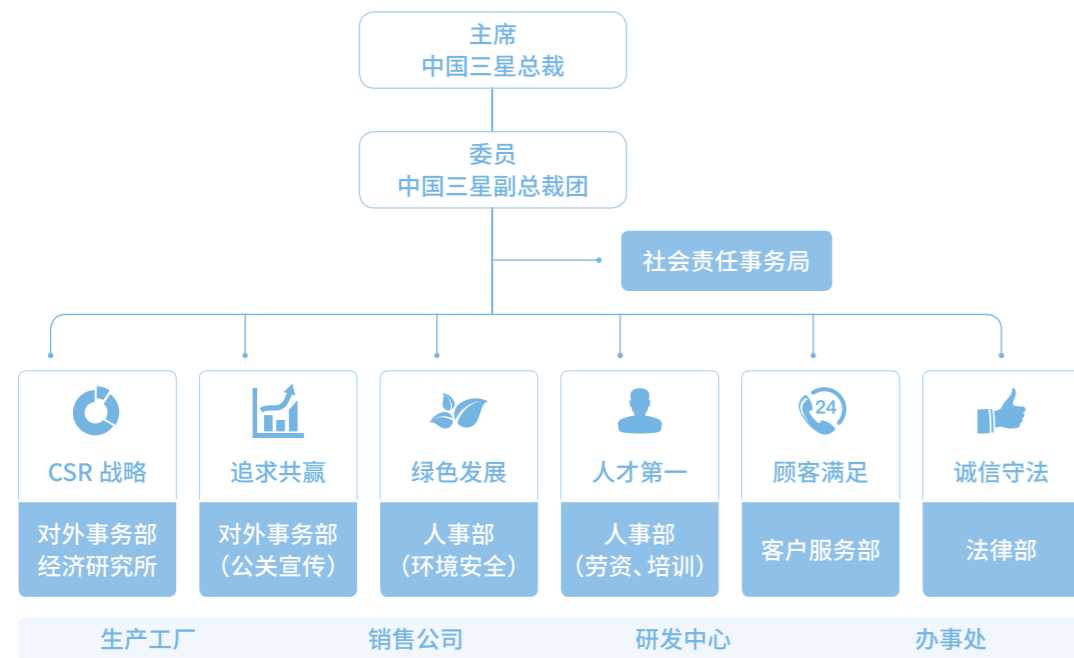 主席
中国三星总裁
委员
中国三星副总裁团
社会责任事务局
CSR 战略
对外事务部
经济研究所
追求共赢
对外事务部
（公关宣传）
绿色发展
人事部
（环境安全）
人才第一
人事部
（劳资、培训）
24
顾客满足
客户服务部
诚信守法
法律部
生产工厂
销售公司
研发中心
办事处